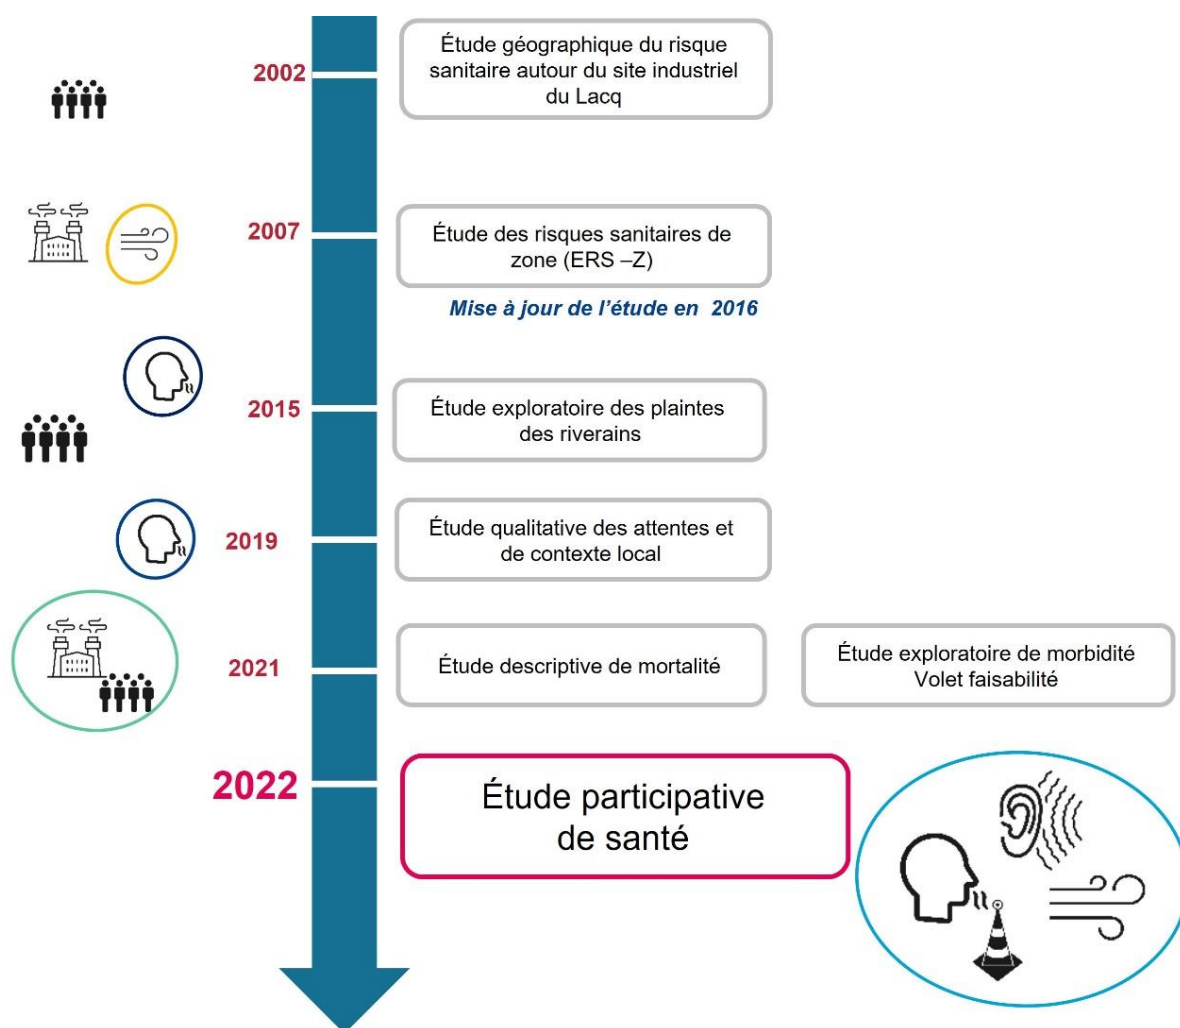 2002
Étude géographique du risque
sanitaire autour du site industriel
du Lacq
2007
Étude des risques sanitaires de
zone (ERS –Z)
Mise à jour de l’étude en 2016
2015
Étude exploratoire des plaintes
des riverains
2019
Étude qualitative des attentes et
de contexte local
2021
Étude descriptive de mortalité
Étude exploratoire de morbidité
Volet faisabilité
2022
Étude participative
de santé